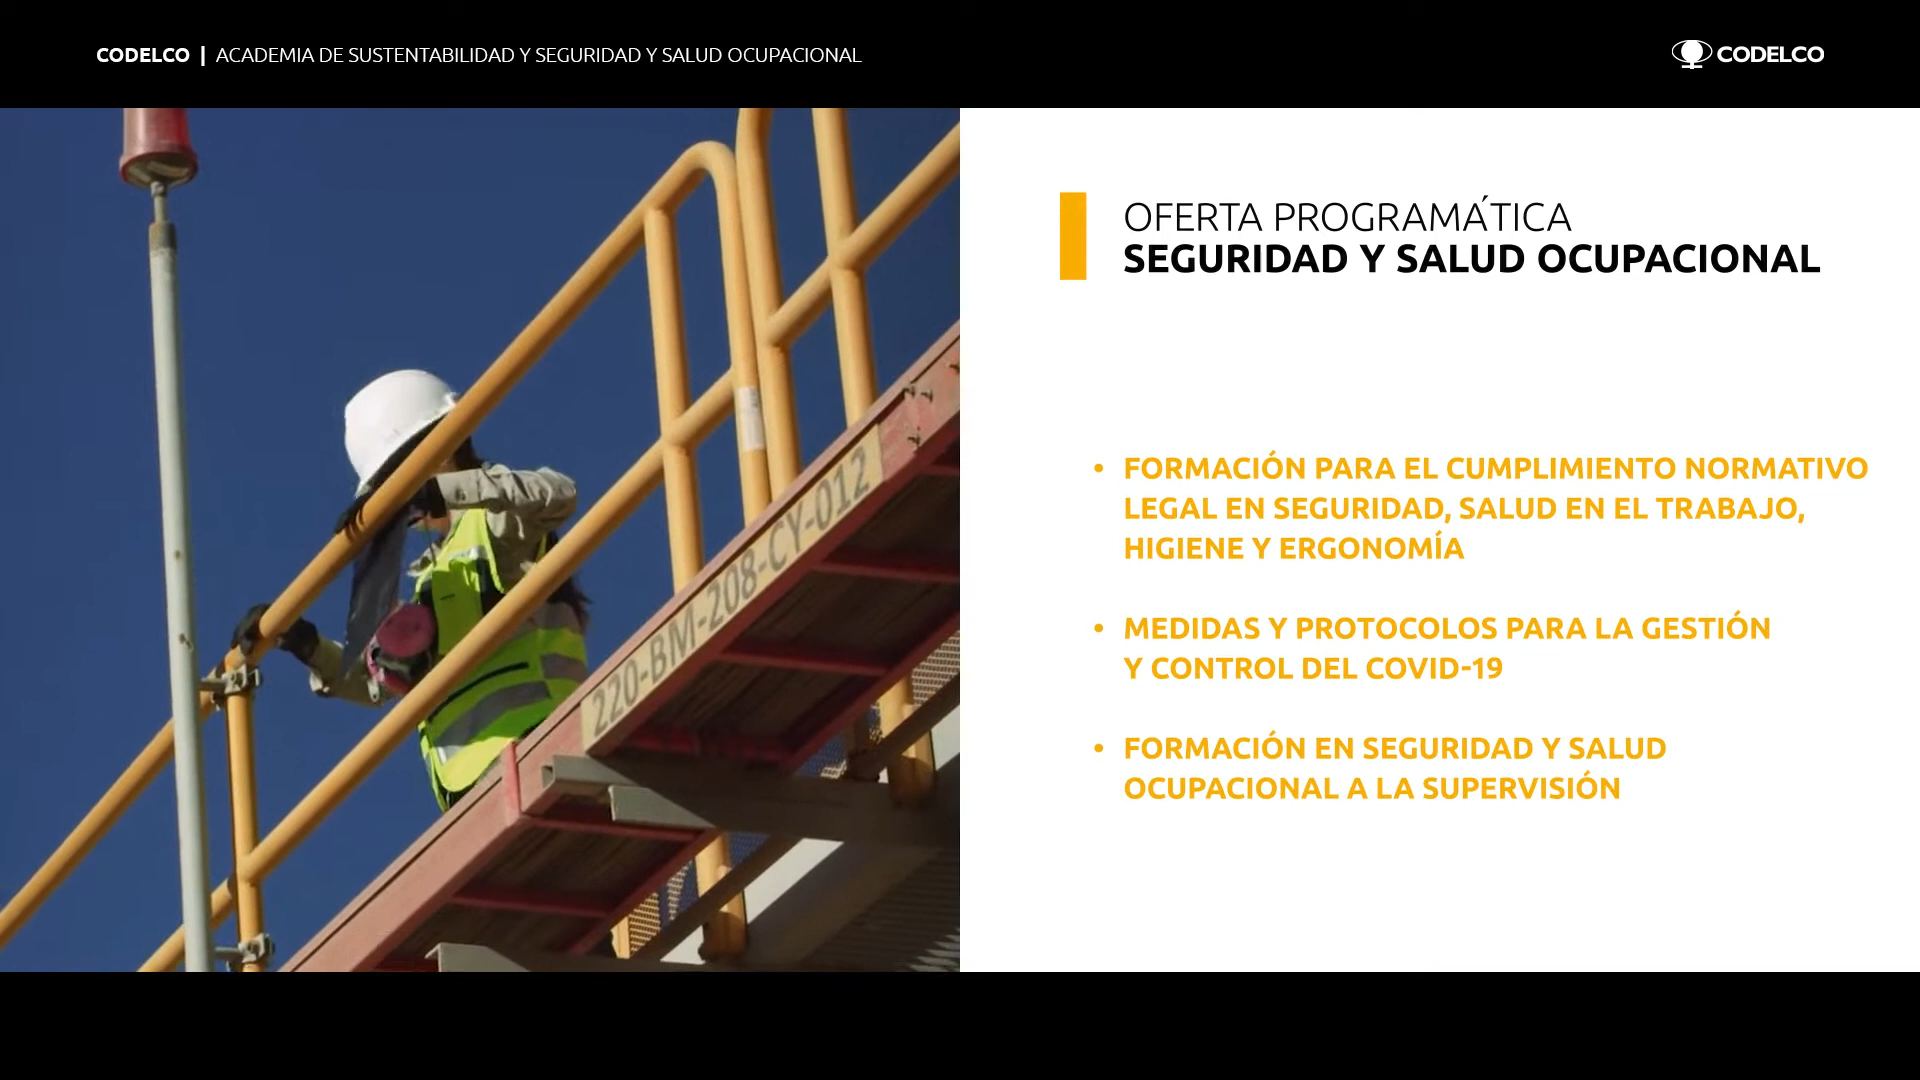 CODELCO | ACADEMIA DE SUSTENTABILIDAD Y SEGURIDAD Y SALUD OCUPACIONAL
CODELCO
OFERTA PROGRAMÁTICA
SEGURIDAD Y SALUD OCUPACIONAL
220-BM-208-CY-012
• FORMACIÓN PARA EL CUMPLIMIENTO NORMATIVO
LEGAL EN SEGURIDAD, SALUD EN EL TRABAJO,
HIGIENE Y ERGONOMÍA
• MEDIDAS Y PROTOCOLOS PARA LA GESTIÓN
Y CONTROL DEL COVID-19
• FORMACIÓN EN SEGURIDAD Y SALUD
OCUPACIONAL A LA SUPERVISIÓN